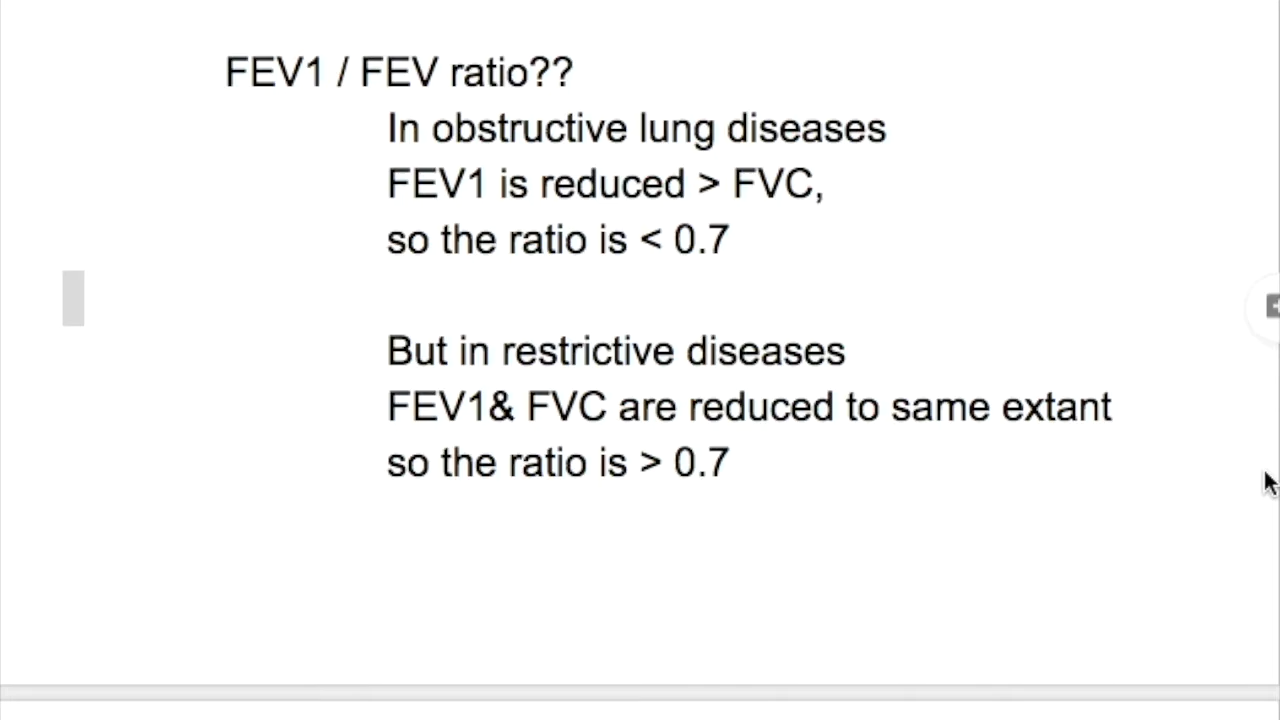 FEV1 / FEV ratio??
In obstructive lung diseases
FEV1 is reduced > FVC,
so the ratio is < 0.7
But in restrictive diseases
FEV1& FVC are reduced to same extant
so the ratio is > 0.7